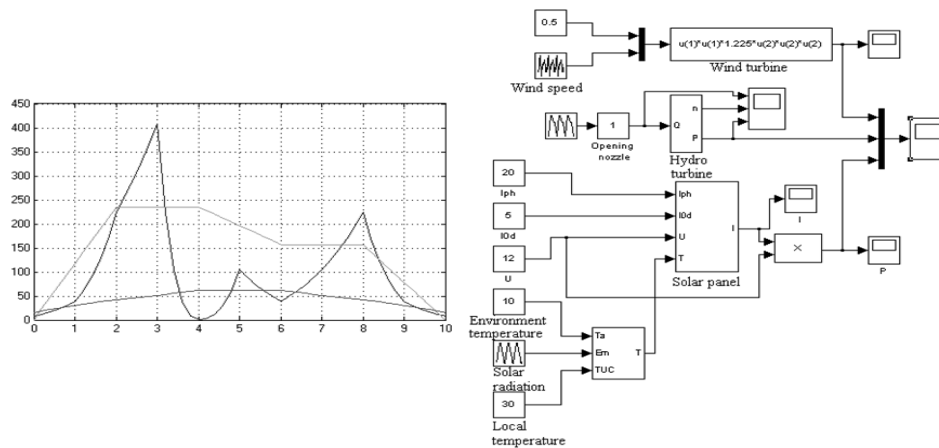 450
400
350
300
250
200
150
100
50
0
0 1 2 3 4 5 6 7 8 9 10
0.5
u(1)*u(1)*1.225*u(2)*u(2)*u(2)
Wind turbine
Wind speed
1
Opening
nozzle
Q
n
P
Hydro
turbine
20
Iph
5
I0d
12
U
Iph
I0d
U
T
I
Solar panel
I
×
P
10
Environment
temperature
Solar
radiation
30
Local
temperature
Ta
Em
TUC
T